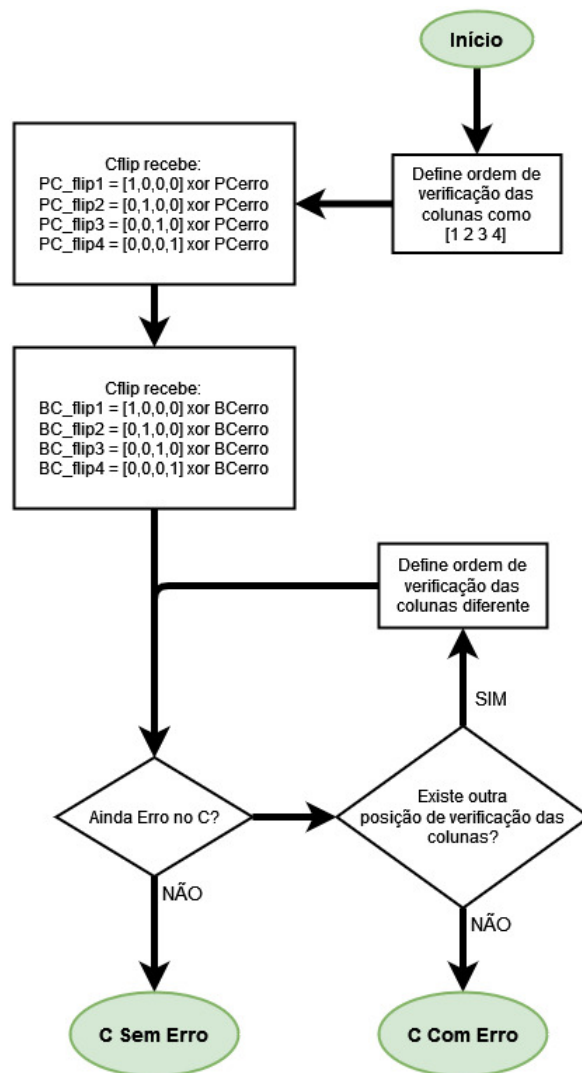 Início
Define ordem de
verificação das
colunas como
[1 2 3 4]
Cflip recebe:
PC_flip1 = [1,0,0,0] xor PCerro
PC_flip2 = [0,1,0,0] xor PCerro
PC_flip3 = [0,0,1,0] xor PCerro
PC_flip4 = [0,0,0,1] xor PCerro
Cflip recebe:
BC_flip1 = [1,0,0,0] xor BCerro
BC_flip2 = [0,1,0,0] xor BCerro
BC_flip3 = [0,0,1,0] xor BCerro
BC_flip4 = [0,0,0,1] xor BCerro
Define ordem de
verificação das
colunas diferente
SIM
Ainda Erro no C?
Existe outra
posição de verificação das
colunas?
NÃO
NÃO
C Sem Erro
C Com Erro